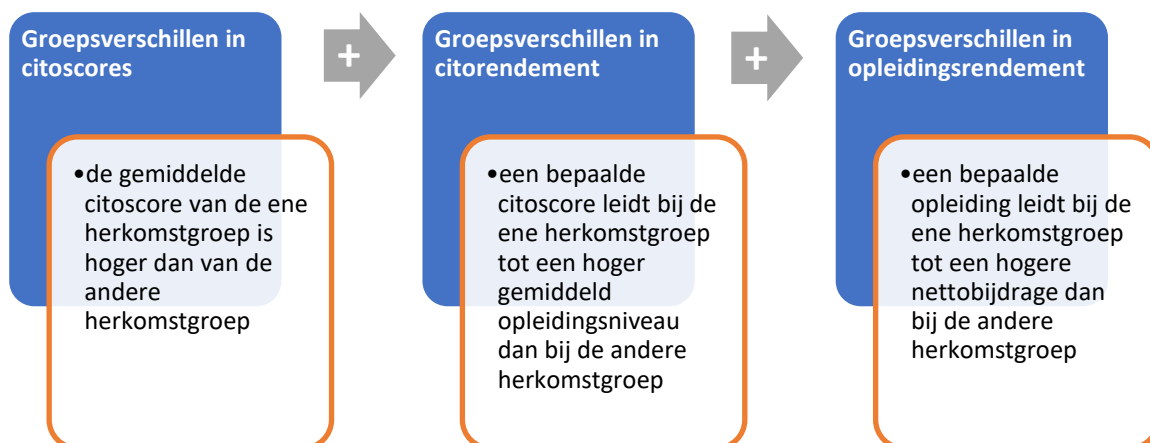 Groepsverschillen in
citoscores
•de gemiddelde
citoscore van de ene
herkomstgroep is
hoger dan van de
andere
herkomstgroep
+
Groepsverschillen in
citorendement
•een bepaalde
citoscore leidt bij de
ene herkomstgroep
tot een hoger
gemiddeld
opleidingsniveau
dan bij de andere
herkomstgroep
+
Groepsverschillen in
opleidingsrendement
•een bepaalde
opleiding leidt bij de
ene herkomstgroep
tot een hogere
nettobijdrage dan
bij de andere
herkomstgroep